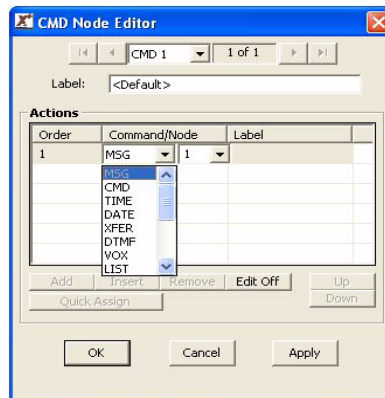 CMD Node Editor
CMD 1 1 of 1
Label: <Default>
Actions
Order Command/Node Label
1 MSG 1
MSG
CMD
TIME
DATE
XFER
DTMF
VOX
LIST
Add Insert Remove Edit Off Up
Quick Assign Down
OK Cancel Apply